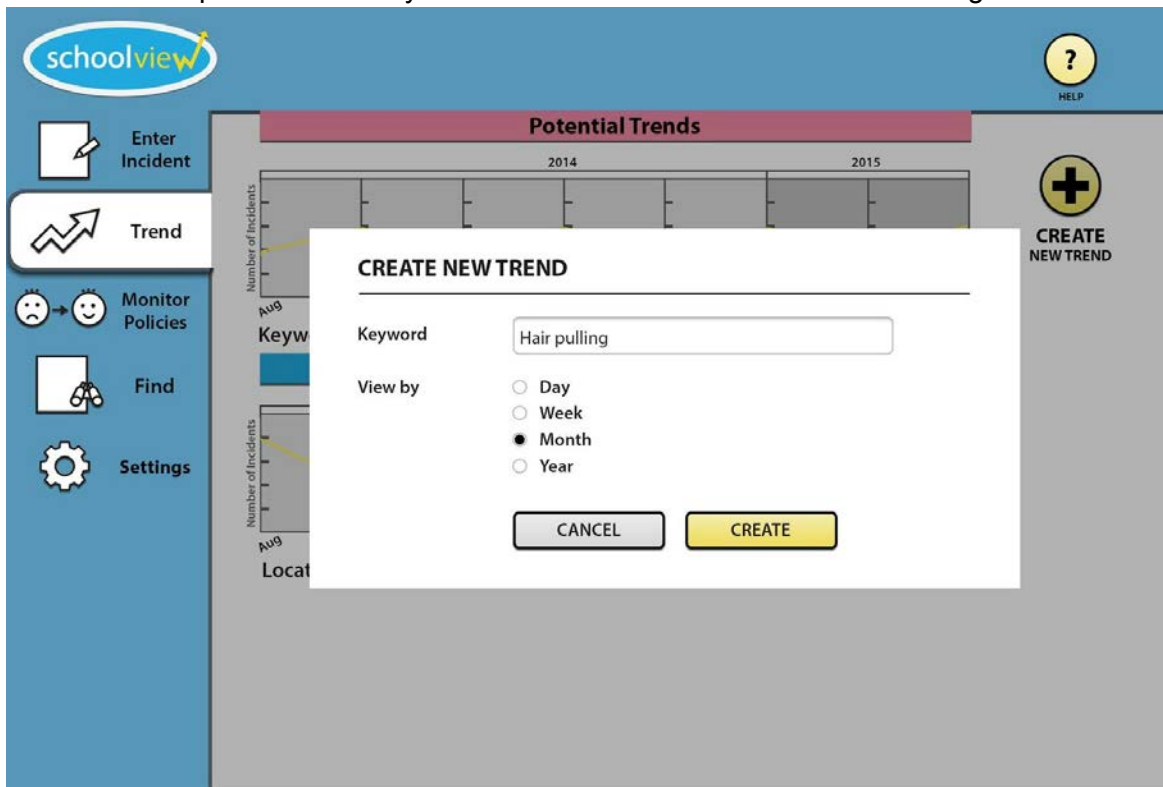 schoolview
?
HELP
Enter
Incident
Trend
Monitor
Policies
Find
Settings
Potential Trends
2014 2015
Number of Incidents
Aug
Keyw
Number of Incidents
Aug
Locat
CREATE
NEW TREND
CREATE NEW TREND
Keyword Hair pulling
View by Day
Week
Month
Year
CANCEL CREATE